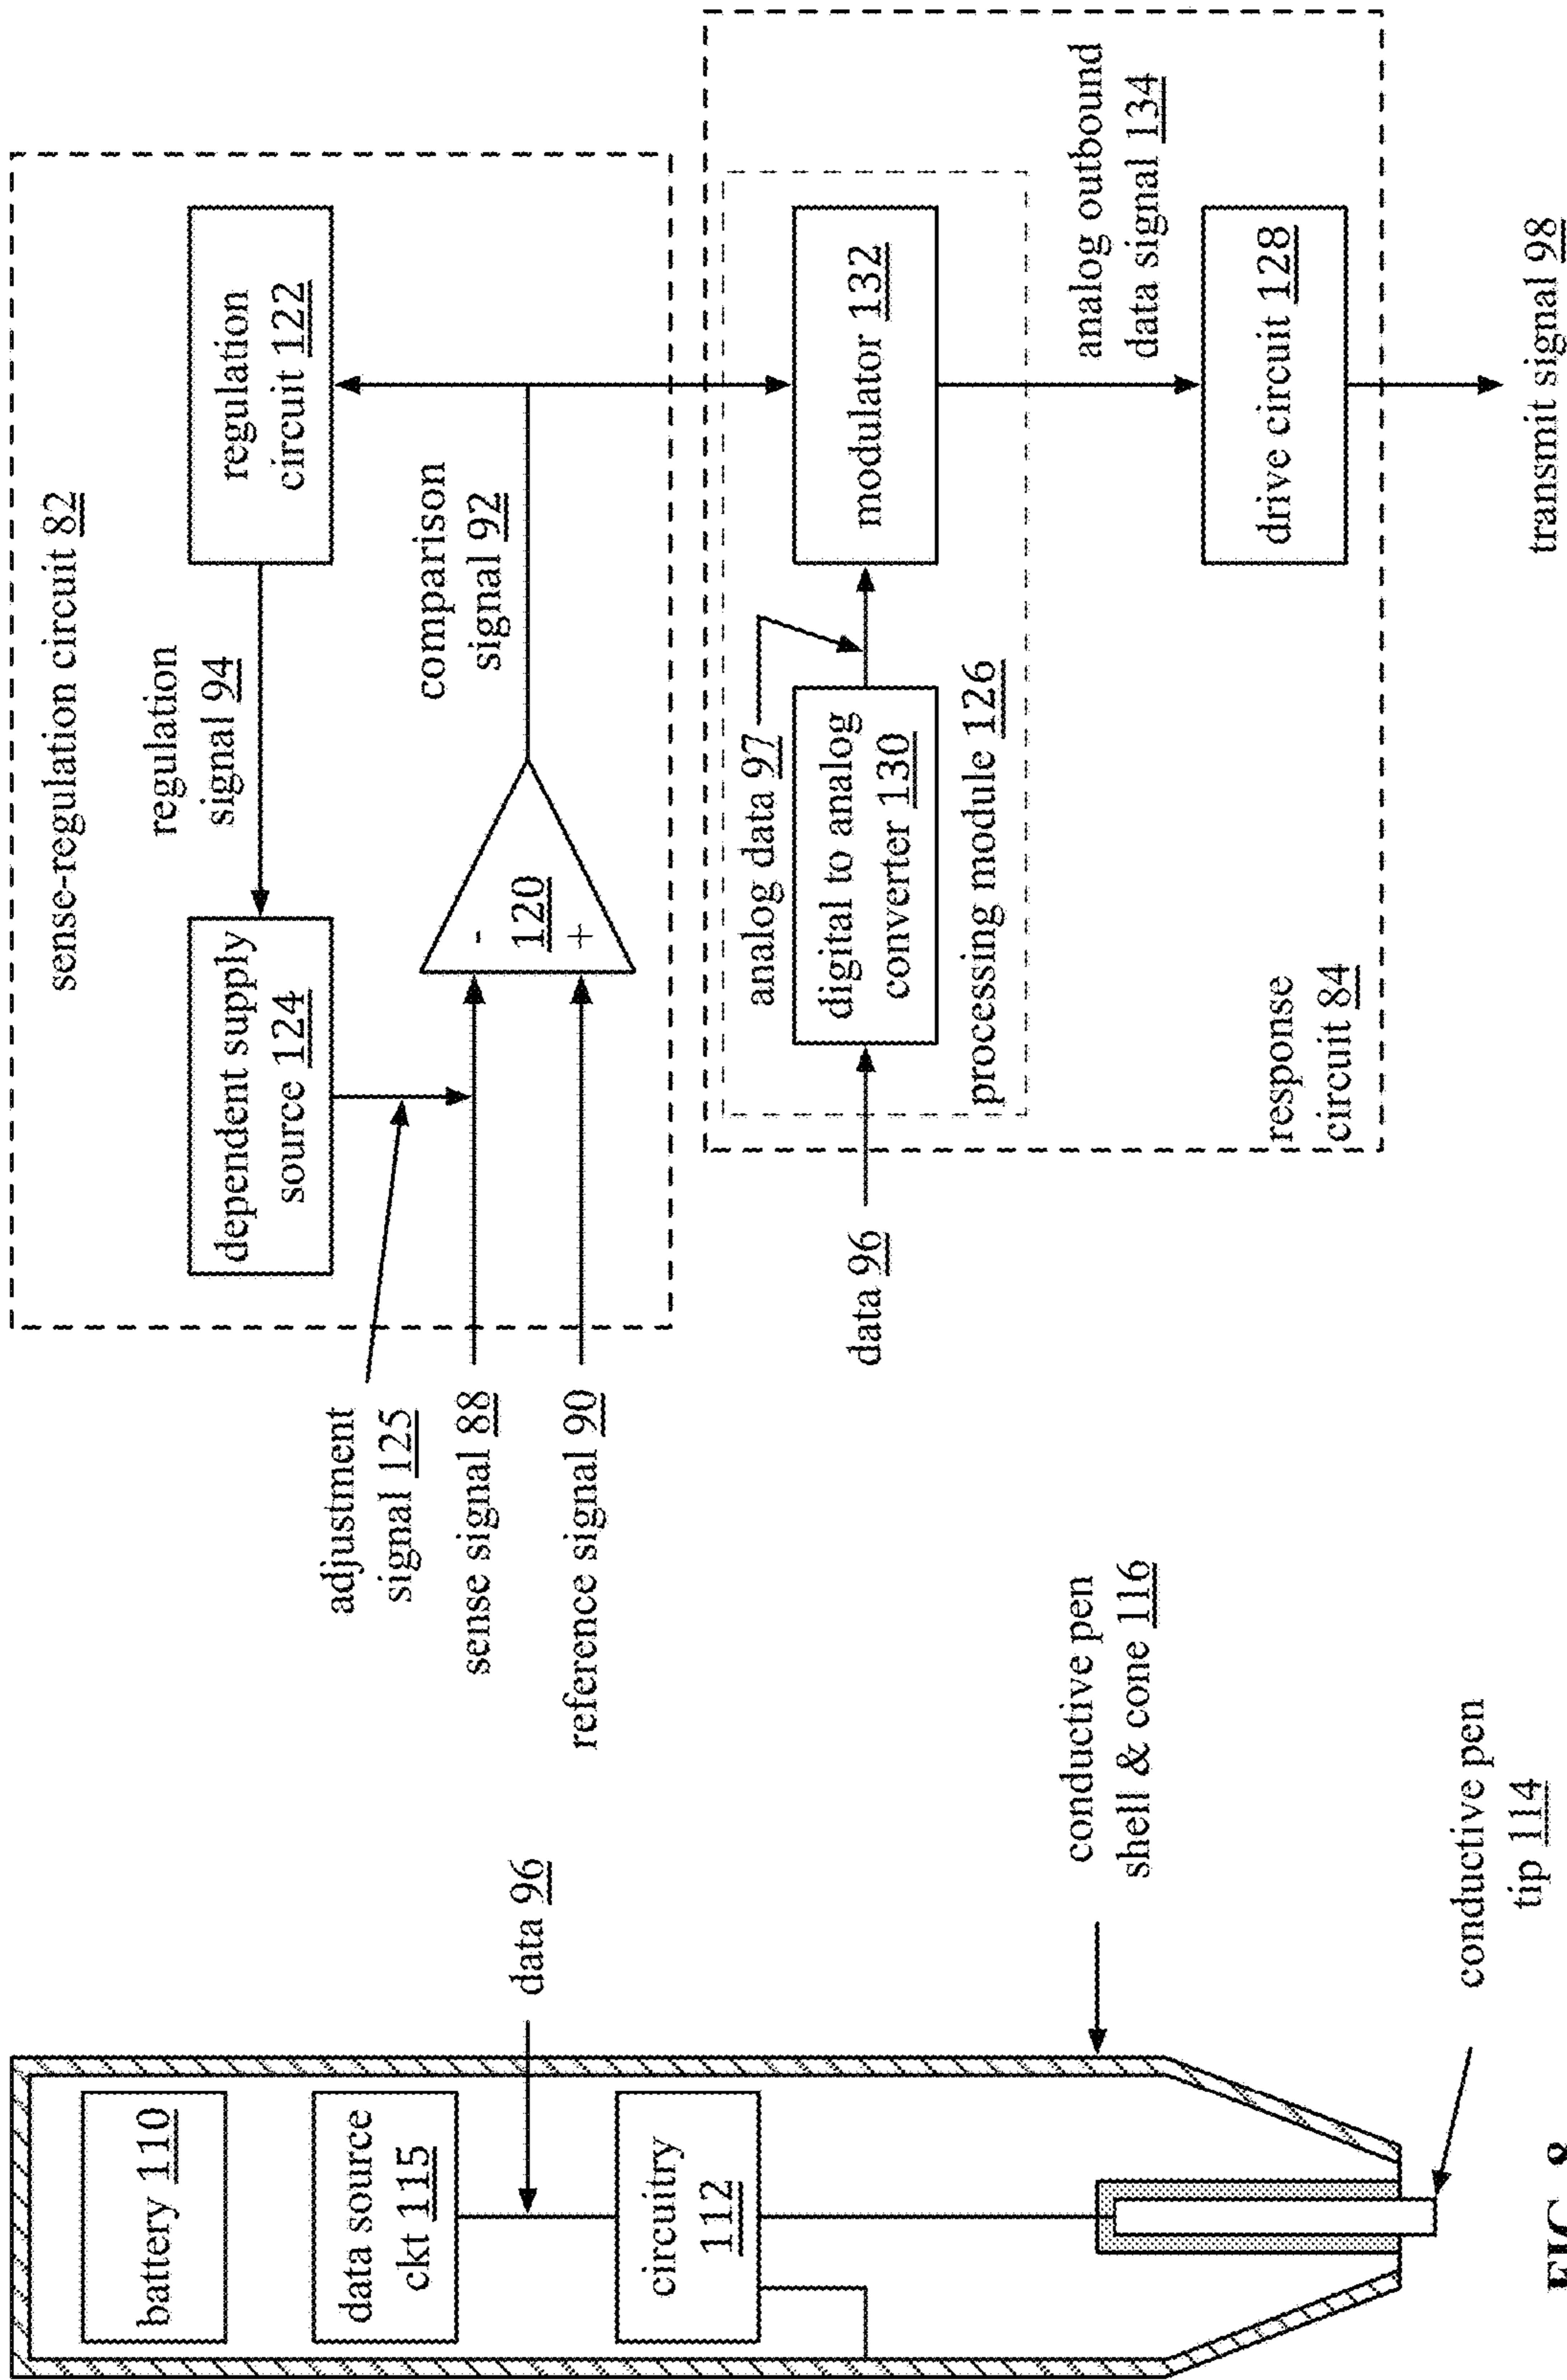 battery 110
data source
ckt 115
data 96
circuitry
112
conductive pen
shell & cone 116
conductive pen
tip 114
FIG. 8
sense-regulation circuit 82
dependent supply
source 124
regulation
signal 94
regulation
circuit 122
adjustment
signal 125
sense signal 88
reference signal 90
-
120
+
comparison
signal 92
data 96
analog data 97
digital to analog
converter 130
modulator 132
processing module 126
analog outbound
data signal 134
response
circuit 84
drive circuit 128
transmit signal 98